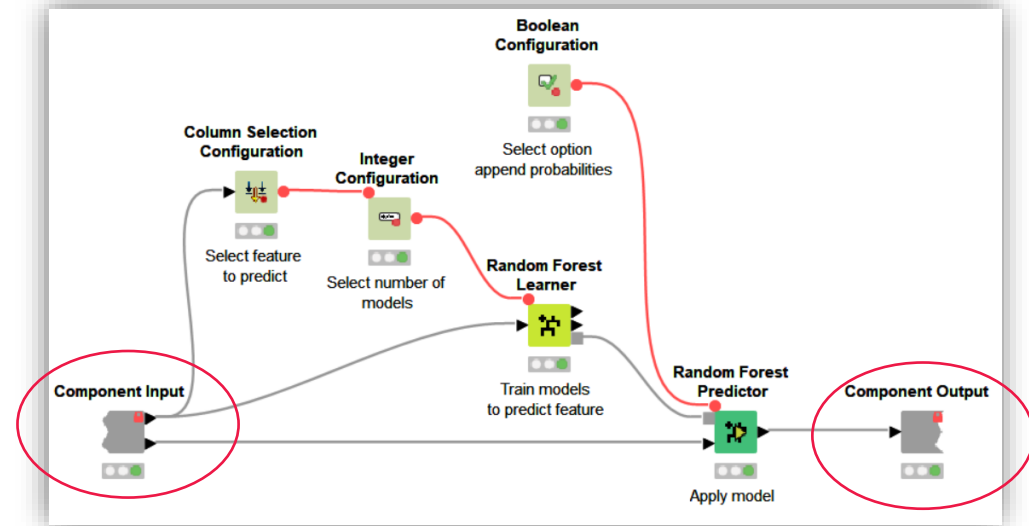 Boolean
Configuration
Select option
append probabilities
Column Selection
Configuration
Select feature
to predict
Integer
Configuration
Select number of
models
Random Forest
Learner
Train models
to predict feature
Component Input
Random Forest
Predictor
Apply model
Component Output